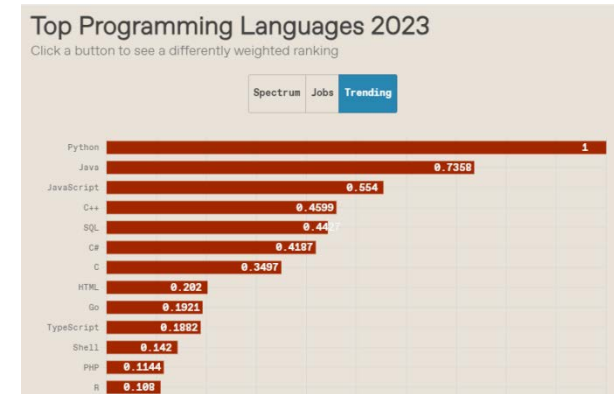 Top Programming Languages 2023
Click a button to see a differently weighted ranking
Spectrum Jobs Trending
Python 1
Java 0.7358
JavaScript 0.554
C++ 0.4599
SQL 0.4427
C# 0.4187
C 0.3497
HTML 0.202
Go 0.1921
TypeScript 0.1882
Shell 0.142
PHP 0.1144
R 0.108